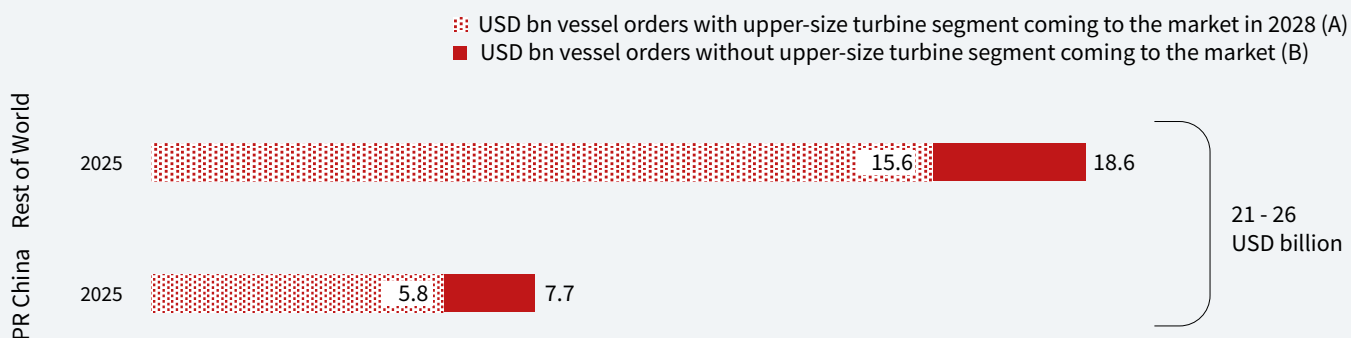 USD bn vessel orders with upper-size turbine segment coming to the market in 2028 (A)
USD bn vessel orders without upper-size turbine segment coming to the market (B)
Rest of World
2025
15.6
18.6
21 - 26
USD billion
PR China
2025
5.8
7.7